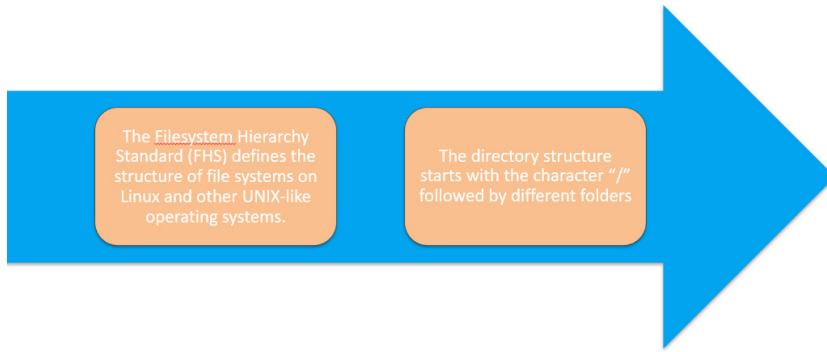 The Filesystem Hierarchy
Standard (FHS) defines the
structure of file systems on
Linux and other UNIX-like
operating systems.
The directory structure
starts with the character “/”
followed by different folders